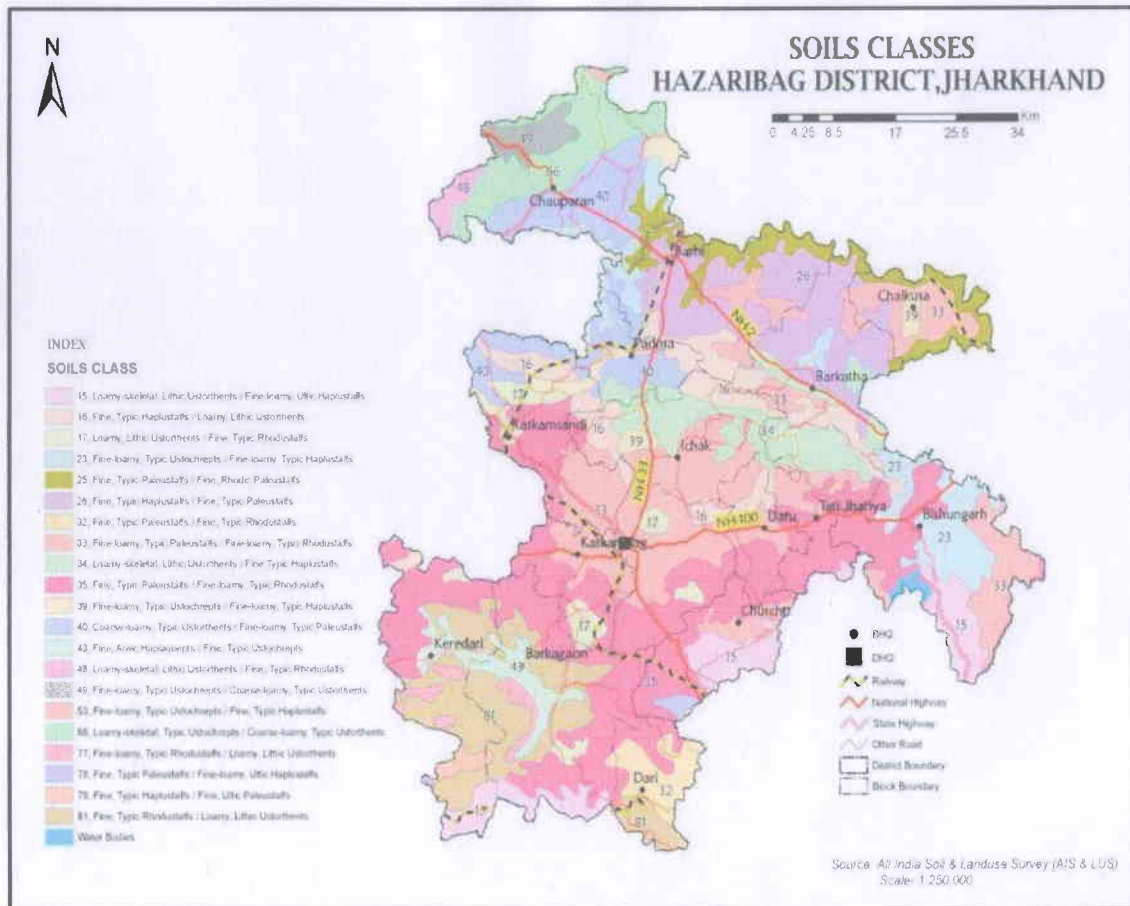 N
SOILS CLASSES
HAZARIBAG DISTRICT,JHARKHAND
Km
0 4.25 8.5 17 25.5 34
Chauparan
Barhi
Chalkusa
NH2
Padma
Barkatha
Katkamsandi
Ichak
NH100
Daru
Tati Jhariya
Bishungarh
Churchu
Keredari
Barkagaon
Dari
INDEX
SOILS CLASS
15, Loamy-skeletal, Lithic Ustorthents / Fine-loamy, Ultic Haplustalfs
16, Fine, Typic Haplustalfs / Loamy, Lithic Ustorthents
17, Loamy, Lithic Ustorthents / Fine, Typic Rhodustalfs
23, Fine-loamy, Typic Ustochrepts / Fine-loamy, Typic Haplustalfs
25, Fine, Typic Paleustalfs / Fine, Rhodic Paleustalfs
26, Fine, Typic Haplustalfs / Fine, Typic Paleustalfs
32, Fine, Typic Paleustalfs / Fine, Typic Rhodustalfs
33, Fine-loamy, Typic Paleustalfs / Fine-loamy, Typic Rhodustalfs
34, Loamy-skeletal, Lithic Ustorthents / Fine Typic Haplustalfs
35, Fine, Typic Paleustalfs / Fine-loamy, Typic Rhodustalfs
39, Fine-loamy, Typic Ustochrepts / Fine-loamy, Typic Haplustalfs
40, Coarse-loamy, Typic Ustochrepts / Fine-loamy, Typic Paleustalfs
43, Fine, Aeric Haplaquepts / Fine, Typic Ustochrepts
48, Loamy-skeletal, Lithic Ustorthents / Fine, Typic Rhodustalfs
49, Fine-loamy, Typic Ustochrepts / Coarse-loamy, Typic Ustorthents
53, Fine-loamy, Typic Ustochrepts / Fine, Typic Haplustalfs
66, Loamy-skeletal, Typic Ustochrepts / Coarse-loamy, Typic Ustorthents
77, Fine-loamy, Typic Rhodustalfs / Loamy, Lithic Ustorthents
78, Fine, Typic Paleustalfs / Fine-loamy, Ultic Haplustalfs
79, Fine, Typic Haplustalfs / Fine, Ultic Paleustalfs
81, Fine, Typic Rhodustalfs / Loamy, Lithic Ustorthents
Water Bodies
BHQ
DHQ
Railway
National Highway
State Highway
Other Road
District Boundary
Block Boundary
Source: All India Soil & Landuse Survey (AIS & LUS)
Scale- 1:250,000